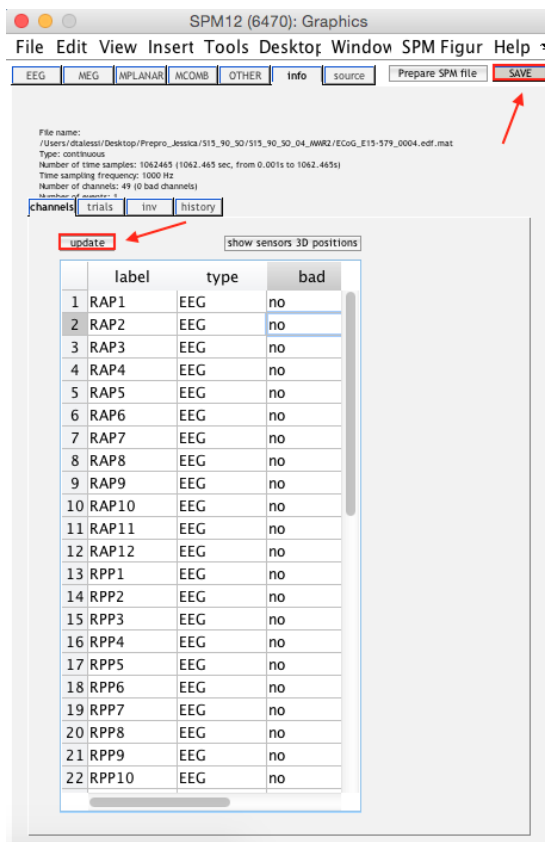 SPM12 (6470): Graphics
File Edit View Insert Tools Desktop Window SPM Figur Help
EEG MEG MPLANAR MCOMB OTHER info source Prepare SPM file SAVE
File name:
/Users/dtalessi/Desktop/Prepro_Jessica/S15_90_SO/S15_90_SO_04_MWR2/ECoG_E15-579_0004.edf.mat
Type: continuous
Number of time samples: 1062465 (1062.465 sec, from 0.001s to 1062.465s)
Time sampling frequency: 1000 Hz
Number of channels: 49 (0 bad channels)
Number of events: 1
channels trials inv history
update show sensors 3D positions
label type bad
1 RAP1 EEG no
2 RAP2 EEG no
3 RAP3 EEG no
4 RAP4 EEG no
5 RAP5 EEG no
6 RAP6 EEG no
7 RAP7 EEG no
8 RAP8 EEG no
9 RAP9 EEG no
10 RAP10 EEG no
11 RAP11 EEG no
12 RAP12 EEG no
13 RPP1 EEG no
14 RPP2 EEG no
15 RPP3 EEG no
16 RPP4 EEG no
17 RPP5 EEG no
18 RPP6 EEG no
19 RPP7 EEG no
20 RPP8 EEG no
21 RPP9 EEG no
22 RPP10 EEG no